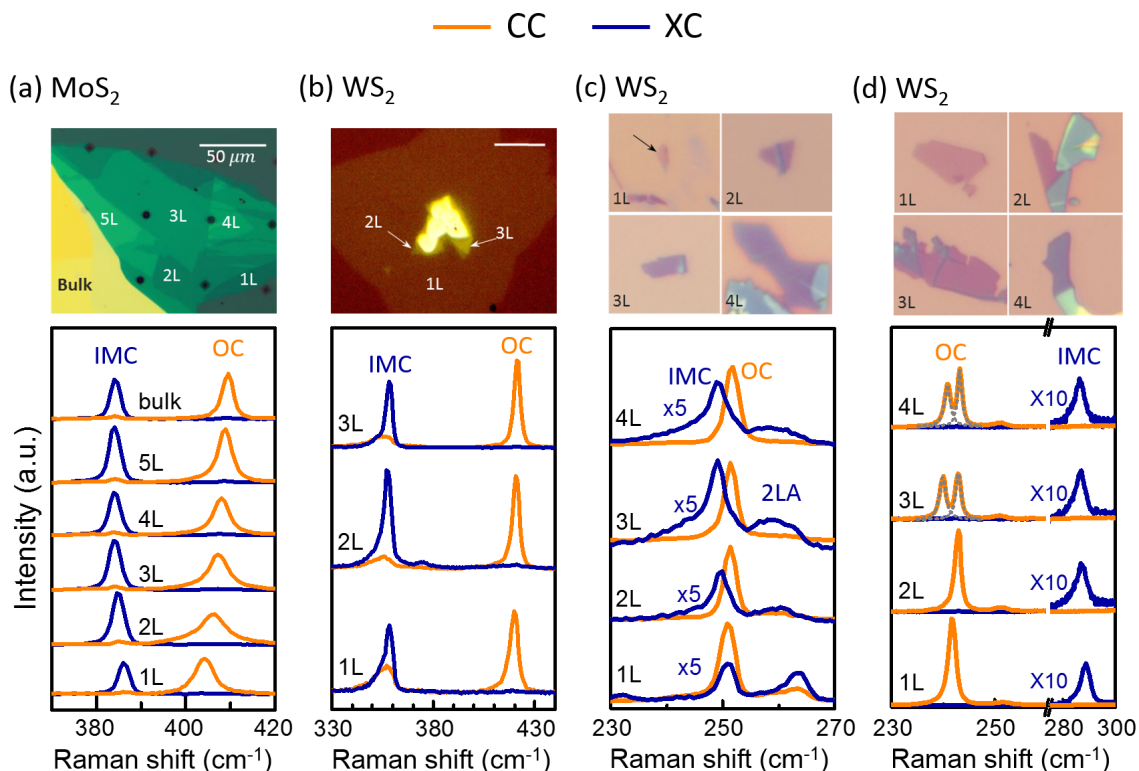 CC XC
(a) MoS₂
(b) WS₂
(c) WS₂
(d) WS₂
50 μm
5L
3L
4L
2L
1L
Bulk
2L
3L
1L
1L
2L
3L
4L
1L
2L
3L
4L
Intensity (a.u.)
IMC
OC
bulk
5L
4L
3L
2L
1L
370
400
420
Raman shift (cm⁻¹)
IMC
OC
3L
2L
1L
330
380
430
Raman shift (cm⁻¹)
IMC
OC
4L
x5
3L
x5
2LA
2L
x5
1L
x5
230
250
270
Raman shift (cm⁻¹)
OC
IMC
4L
X10
3L
X10
2L
X10
1L
X10
230
250
280
300
Raman shift (cm⁻¹)